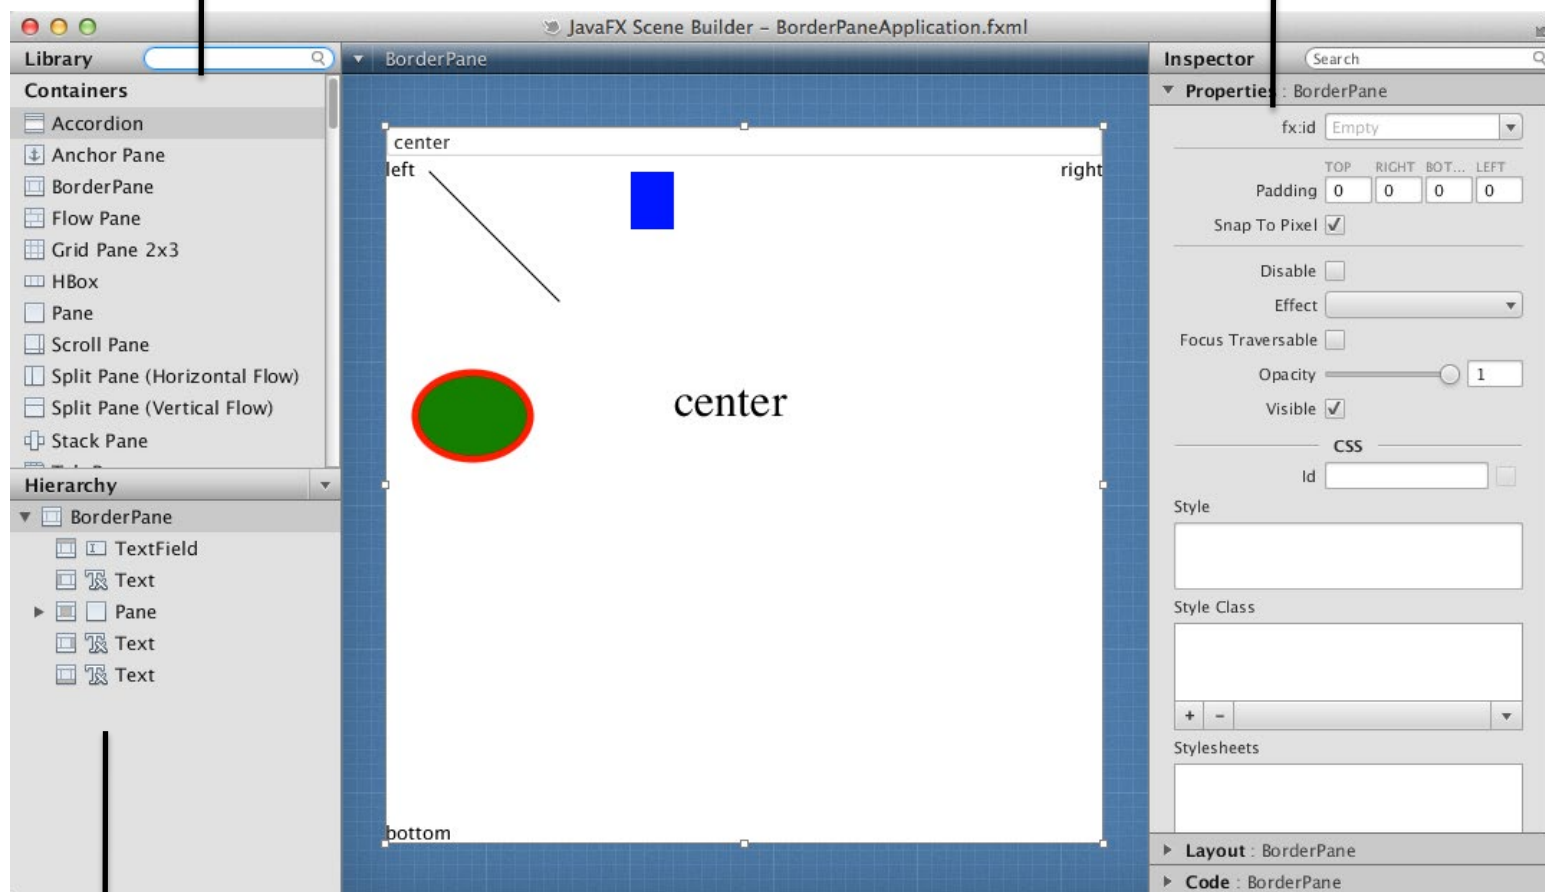 JavaFX Scene Builder – BorderPaneApplication.fxml
Library
Containers
Accordion
Anchor Pane
BorderPane
Flow Pane
Grid Pane 2x3
HBox
Pane
Scroll Pane
Split Pane (Horizontal Flow)
Split Pane (Vertical Flow)
Stack Pane
Hierarchy
BorderPane
TextField
Text
Pane
Text
Text
BorderPane
center
left
right
center
bottom
Inspector
Search
Properties : BorderPane
fx:id Empty
TOP RIGHT BOT... LEFT
Padding 0 0 0 0
Snap To Pixel
Disable
Effect
Focus Traversable
Opacity 1
Visible
CSS
Id
Style
Style Class
+ –
Stylesheets
Layout : BorderPane
Code : BorderPane